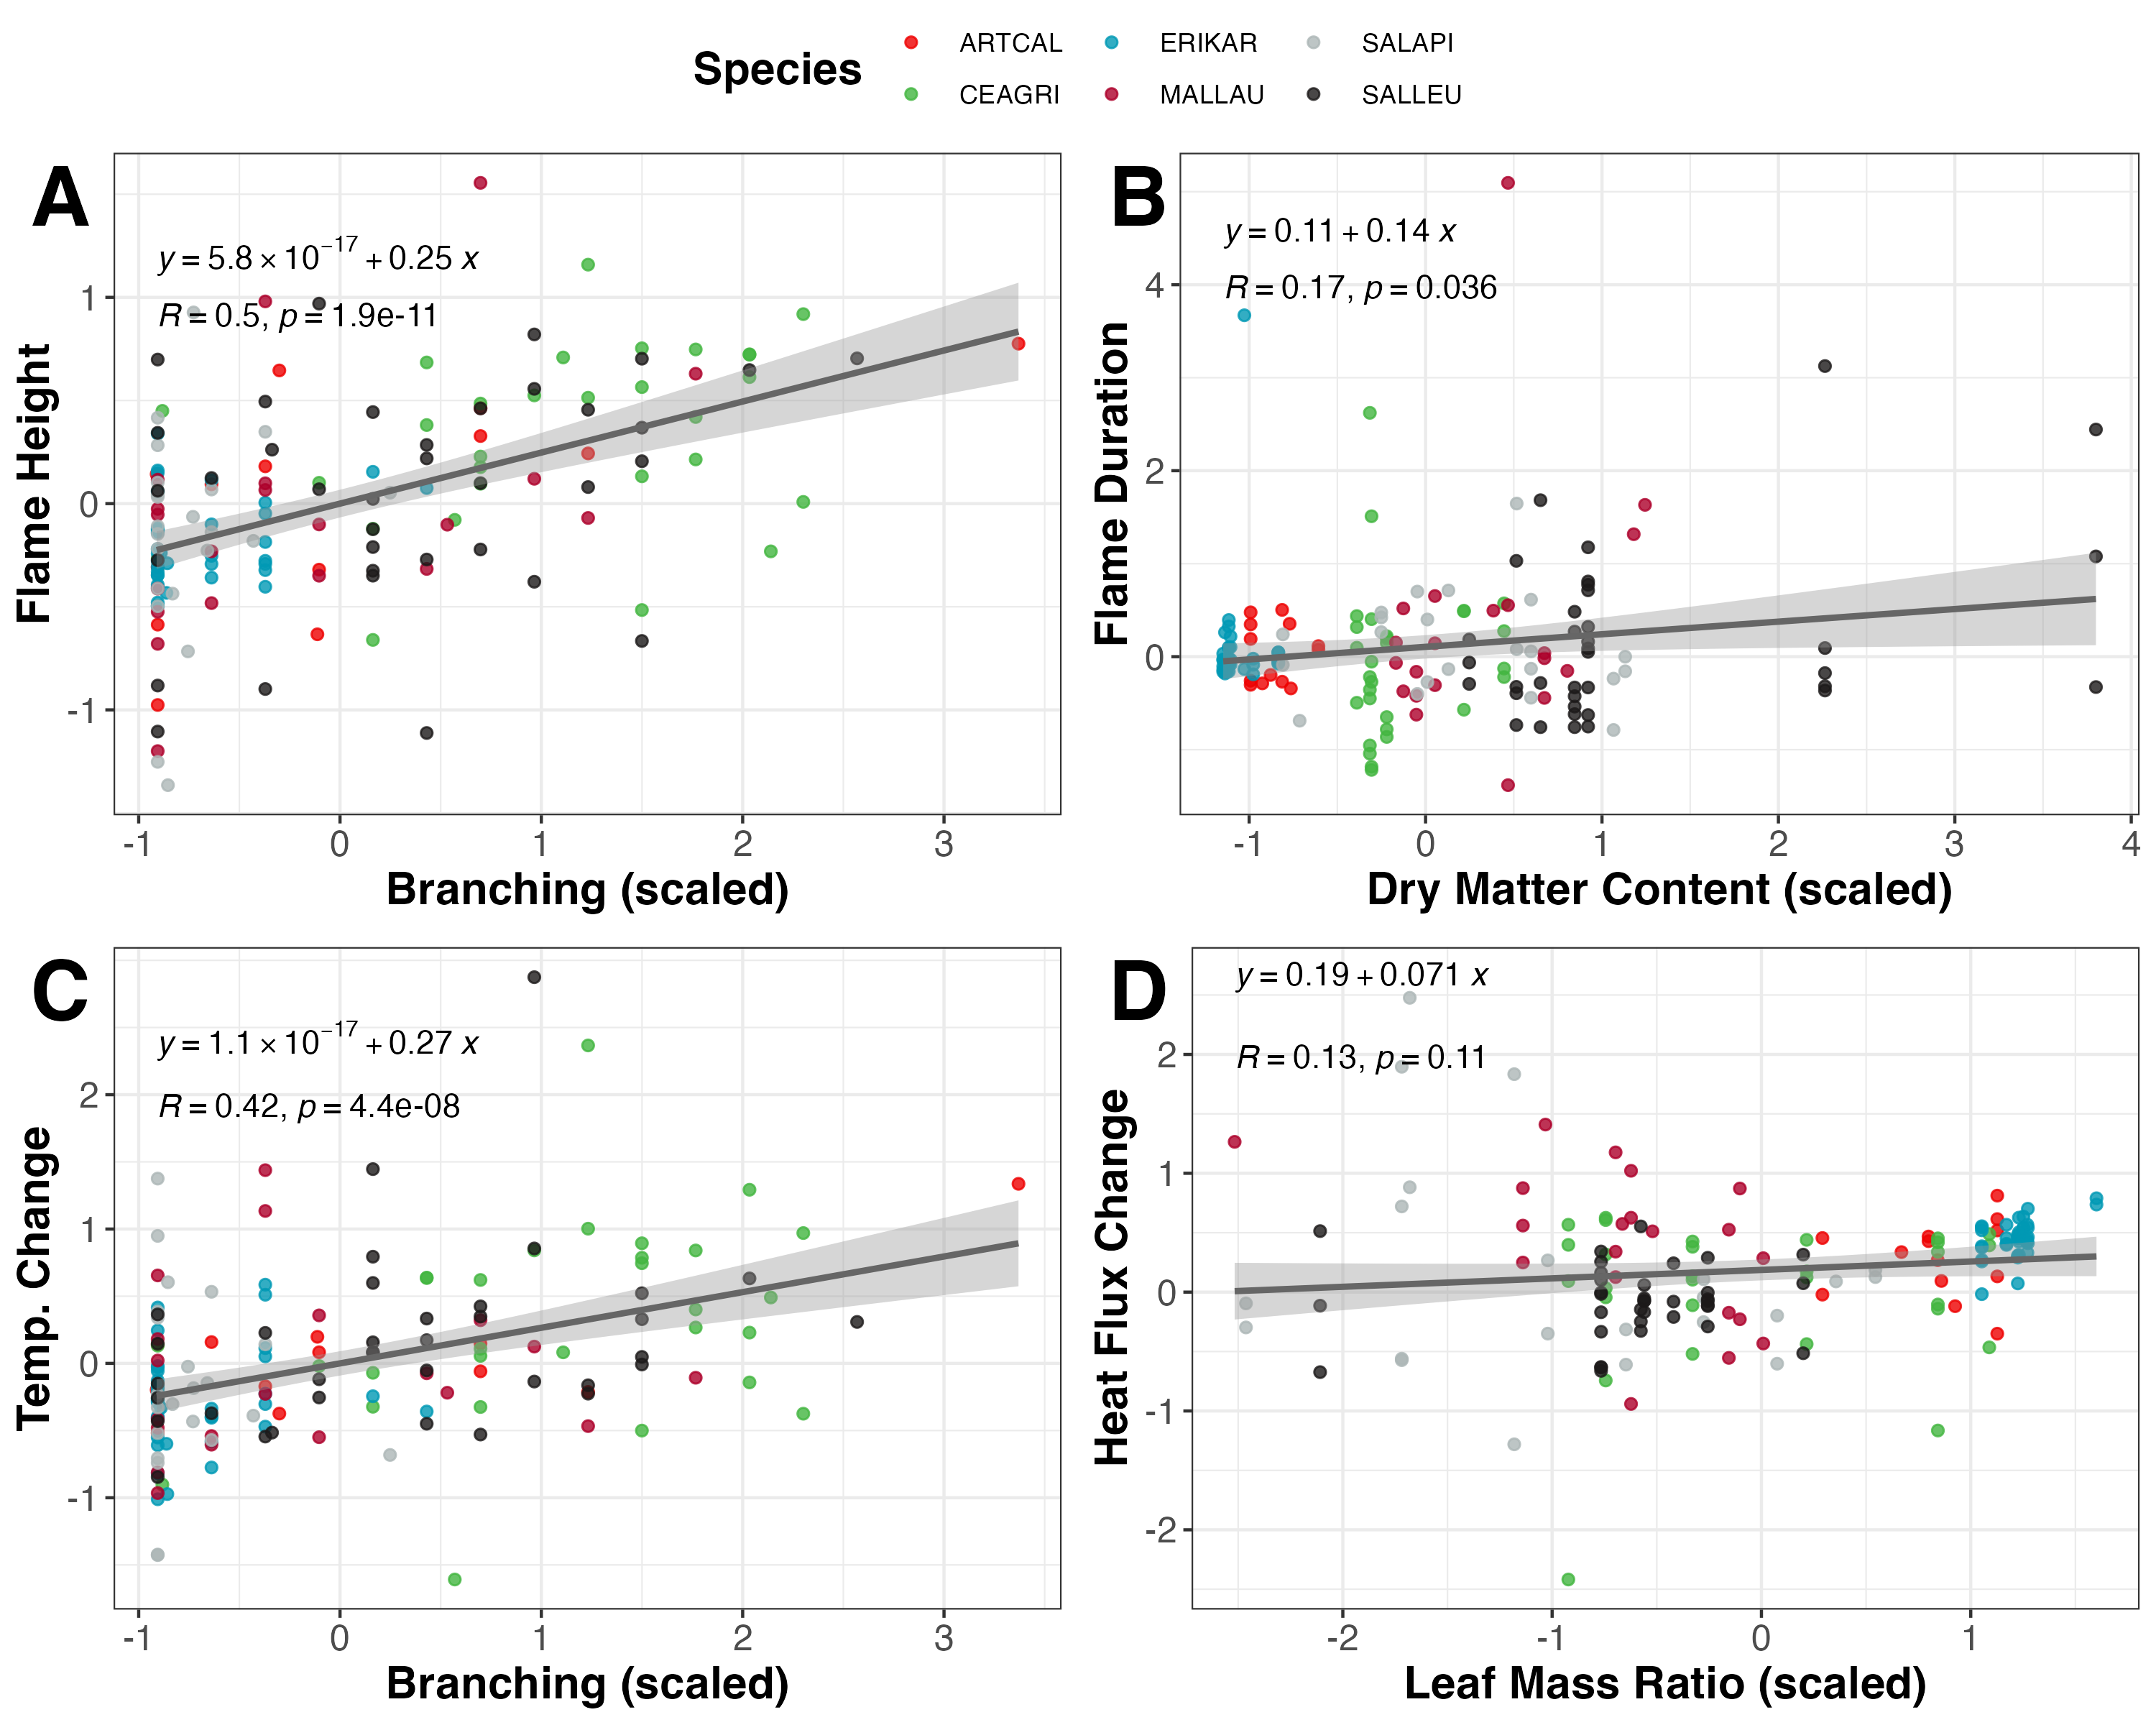 Species
ARTCAL ERIKAR SALAPI
CEAGRI MALLAU SALLEU
A
y = 5.8 × 10⁻¹⁷ + 0.25 x
R = 0.5, p = 1.9e-11
1
0
-1
Flame Height
-1 0 1 2 3
Branching (scaled)
B
y = 0.11 + 0.14 x
R = 0.17, p = 0.036
4
2
0
Flame Duration
-1 0 1 2 3 4
Dry Matter Content (scaled)
C
y = 1.1 × 10⁻¹⁷ + 0.27 x
R = 0.42, p = 4.4e-08
2
1
0
-1
Temp. Change
-1 0 1 2 3
Branching (scaled)
D
y = 0.19 + 0.071 x
R = 0.13, p = 0.11
2
1
0
-1
-2
Heat Flux Change
-2 -1 0 1
Leaf Mass Ratio (scaled)